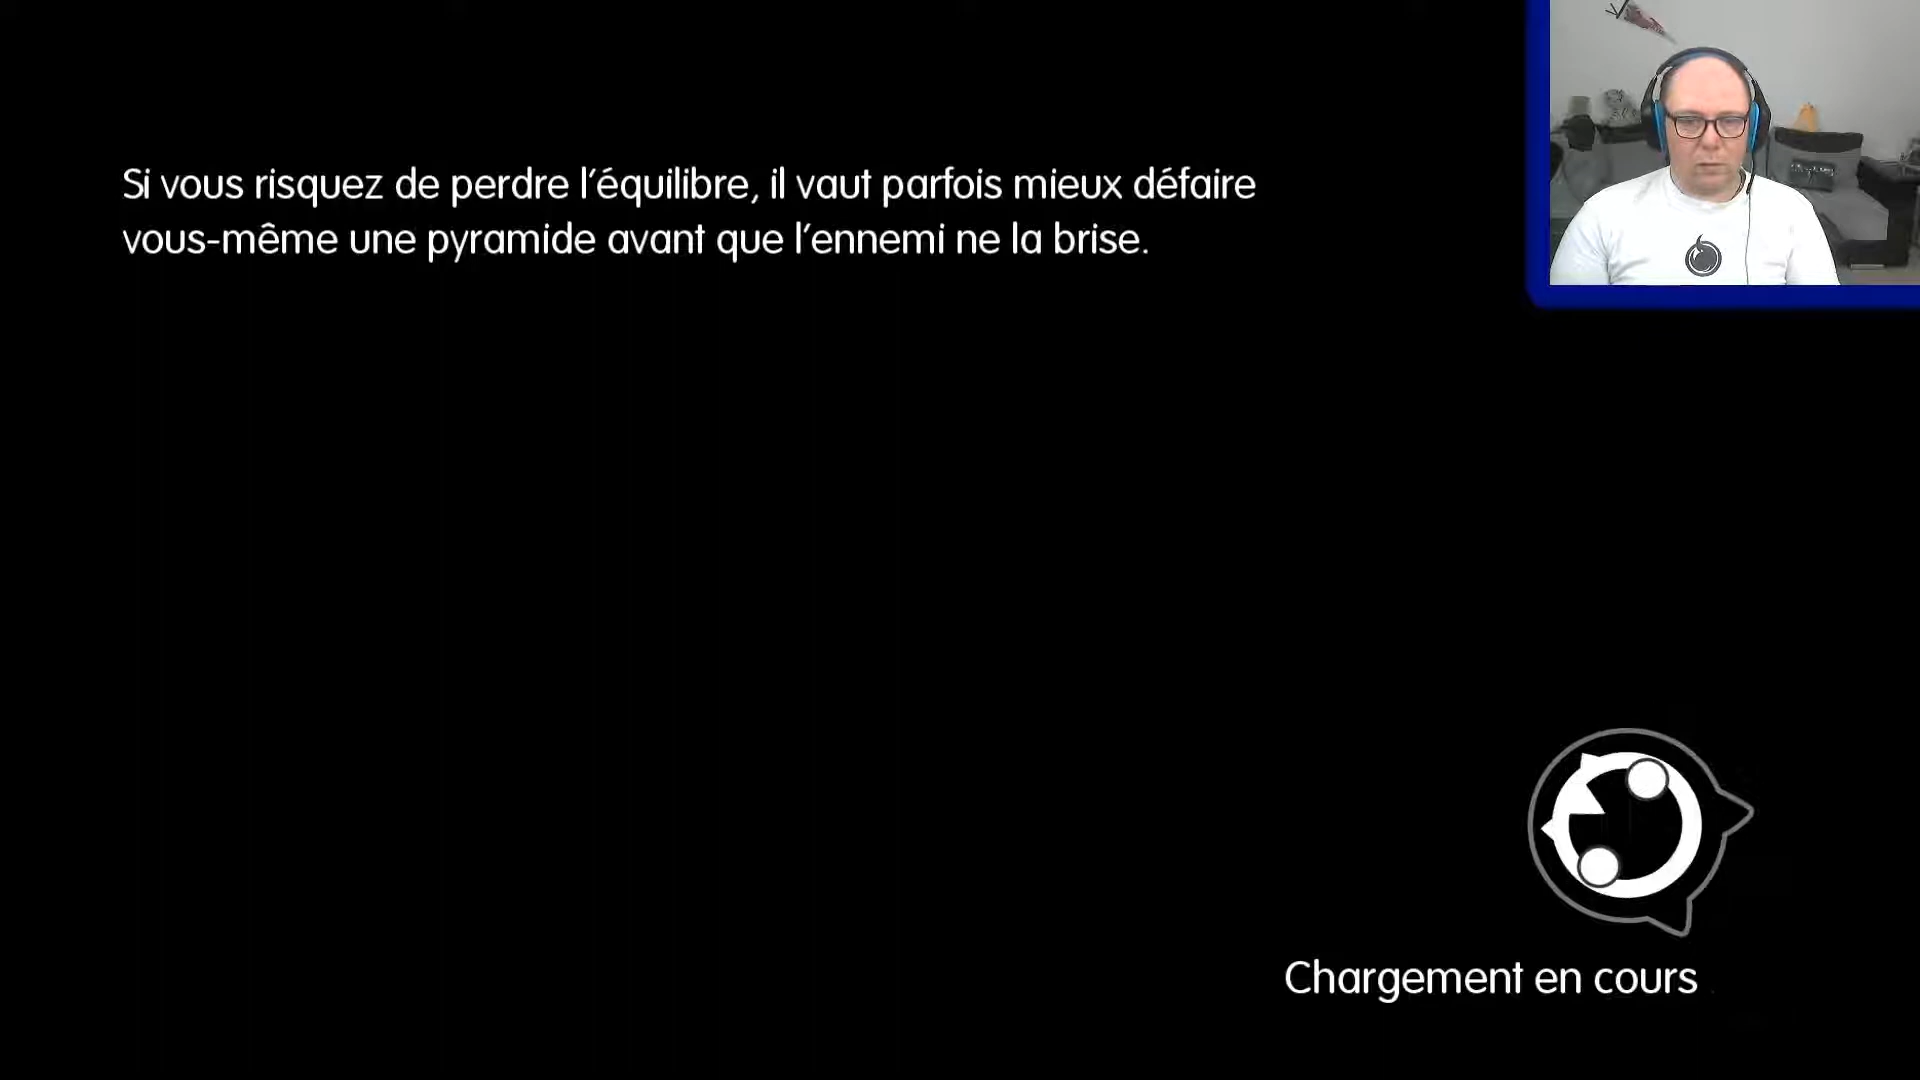 Si vous risquez de perdre l'équilibre, il vaut parfois mieux défaire
vous-même une pyramide avant que l'ennemi ne la brise.
Chargement en cours